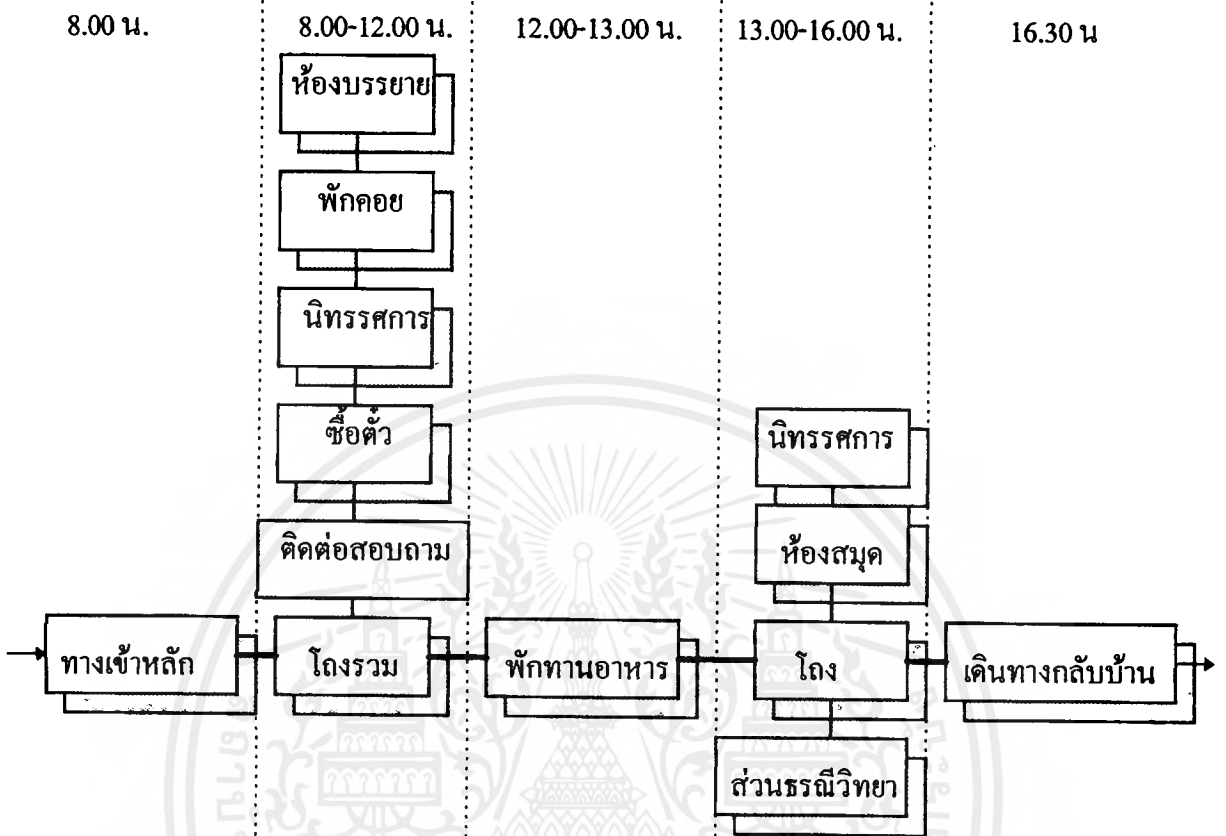 8.00 น.
8.00-12.00 น.
12.00-13.00 น.
13.00-16.00 น.
16.30 น
ห้องบรรยาย
พักคอย
นิทรรศการ
ซื้อตั๋ว
นิทรรศการ
ติดต่อสอบถาม
ห้องสมุด
ทางเข้าหลัก
โถงรวม
พักทานอาหาร
โถง
เดินทางกลับบ้าน
ส่วนธรณีวิทยา